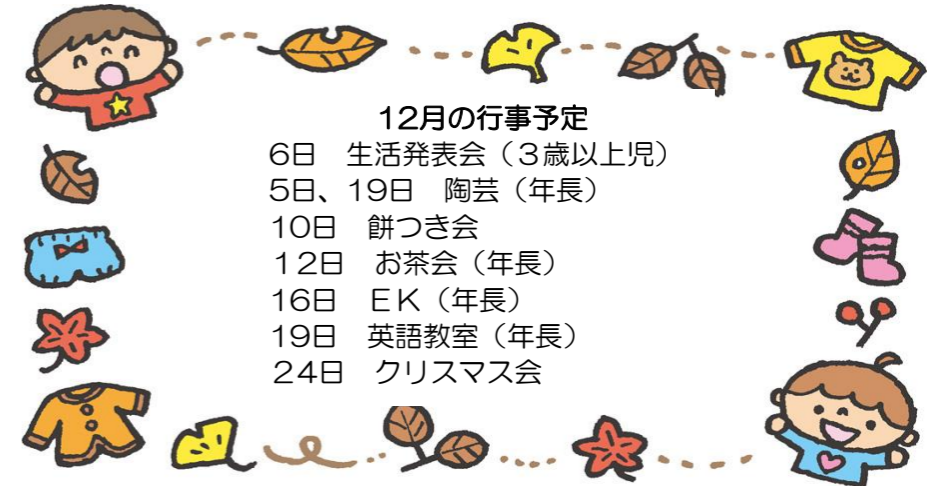 12月の行事予定
6日　生活発表会（３歳以上児）
5日、19日　陶芸（年長）
10日　餅つき会
１２日　お茶会（年長）
16日　ＥＫ（年長）
19日　英語教室（年長）
２４日　クリスマス会